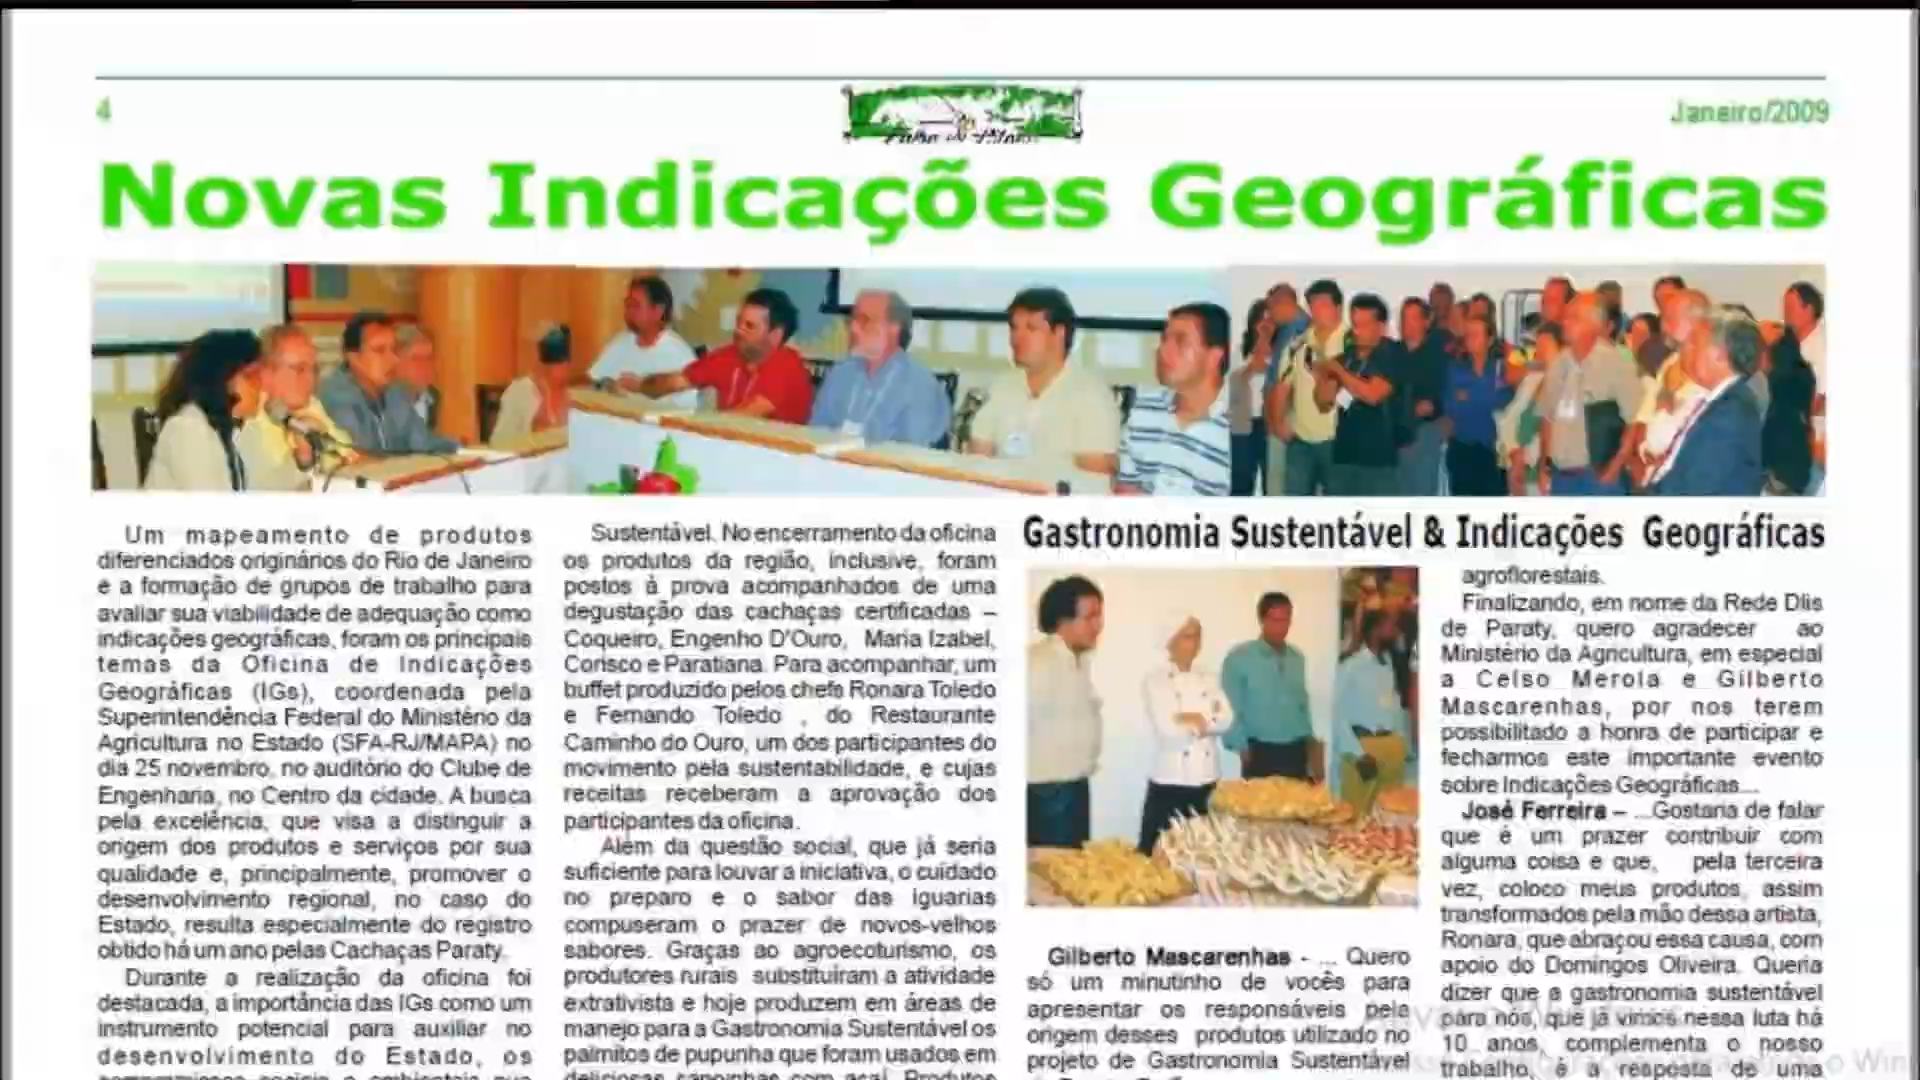 4
Janeiro/2009
Novas Indicações Geográficas
Um mapeamento de produtos
diferenciados originários do Rio de Janeiro
e a formação de grupos de trabalho para
avaliar sua viabilidade de adequação como
indicações geográficas, foram os principais
temas da Oficina de Indicações
Geográficas (IGs), coordenada pela
Superintendência Federal do Ministério da
Agricultura no Estado (SFA-RJ/MAPA) no
dia 25 novembro, no auditório do Clube de
Engenharia, no Centro da cidade. A busca
pela excelência, que visa a distinguir a
origem dos produtos e serviços por sua
qualidade e, principalmente, promover o
desenvolvimento regional, no caso do
Estado, resulta especialmente do registro
obtido há um ano pelas Cachaças Paraty.
Durante a realização da oficina foi
destacada, a importância das IGs como um
instrumento potencial para auxiliar no
desenvolvimento do Estado, os
Sustentável. No encerramento da oficina
os produtos da região, inclusive, foram
postos à prova acompanhados de uma
degustação das cachaças certificadas –
Coqueiro, Engenho D'Ouro, Maria Izabel,
Corisco e Paratiana. Para acompanhar, um
buffet produzido pelos chefs Ronara Toledo
e Fernando Toledo , do Restaurante
Caminho do Ouro, um dos participantes do
movimento pela sustentabilidade, e cujas
receitas receberam a aprovação dos
participantes da oficina.
Além da questão social, que já seria
suficiente para louvar a iniciativa, o cuidado
no preparo e o sabor das iguarias
compuseram o prazer de novos-velhos
sabores. Graças ao agroecoturismo, os
produtores rurais substituíram a atividade
extrativista e hoje produzem em áreas de
manejo para a Gastronomia Sustentável os
palmitos de pupunha que foram usados em
deliciosas canoinhas com açaí. Produtos
Gastronomia Sustentável & Indicações Geográficas
Gilberto Mascarenhas - ... Quero
só um minutinho de vocês para
apresentar os responsáveis pela
origem desses produtos utilizado no
projeto de Gastronomia Sustentável
agroflorestais.
Finalizando, em nome da Rede Dlis
de Paraty, quero agradecer ao
Ministério da Agricultura, em especial
a Celso Merola e Gilberto
Mascarenhas, por nos terem
possibilitado a honra de participar e
fecharmos este importante evento
sobre Indicações Geográficas...
José Ferreira – ...Gostaria de falar
que é um prazer contribuir com
alguma coisa e que, pela terceira
vez, coloco meus produtos, assim
transformados pela mão dessa artista,
Ronara, que abraçou essa causa, com
apoio do Domingos Oliveira. Queria
dizer que a gastronomia sustentável
para nós, que já vimos nessa luta há
10 anos, complementa o nosso
trabalho, é a resposta de uma